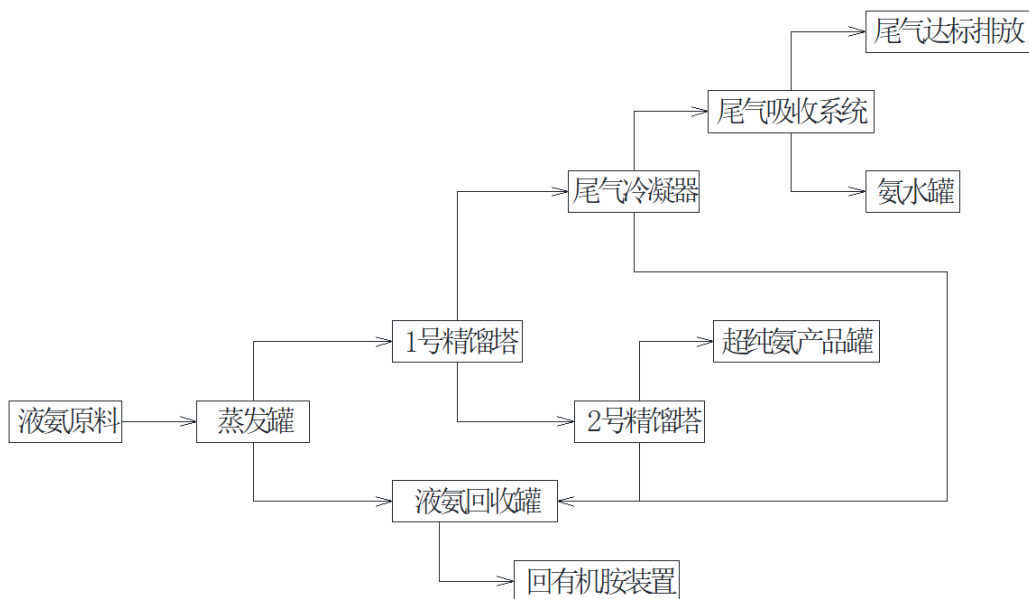 尾气达标排放
尾气吸收系统
尾气冷凝器
氨水罐
1号精馏塔
超纯氨产品罐
液氨原料
蒸发罐
2号精馏塔
液氨回收罐
回有机胺装置